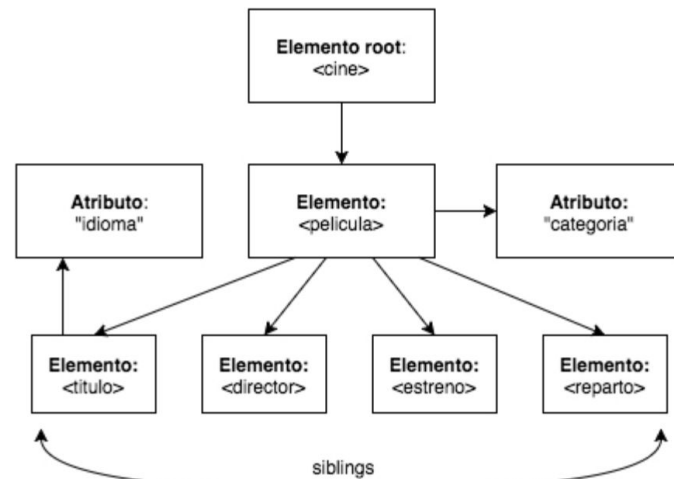 Elemento root:
<cine>
Atributo:
"idioma"
Elemento:
<pelicula>
Atributo:
"categoria"
Elemento:
<titulo>
Elemento:
<director>
Elemento:
<estreno>
Elemento:
<reparto>
siblings